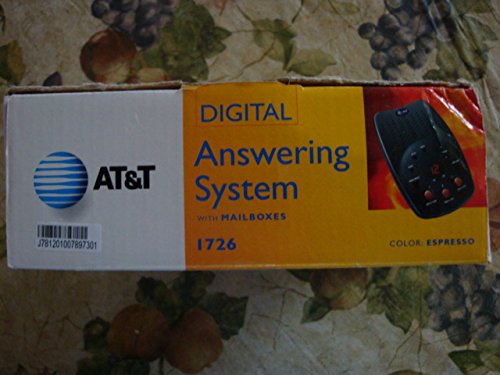 AT&T
J781201007897301
DIGITAL
Answering
System
WITH MAILBOXES
1726
COLOR: ESPRESSO